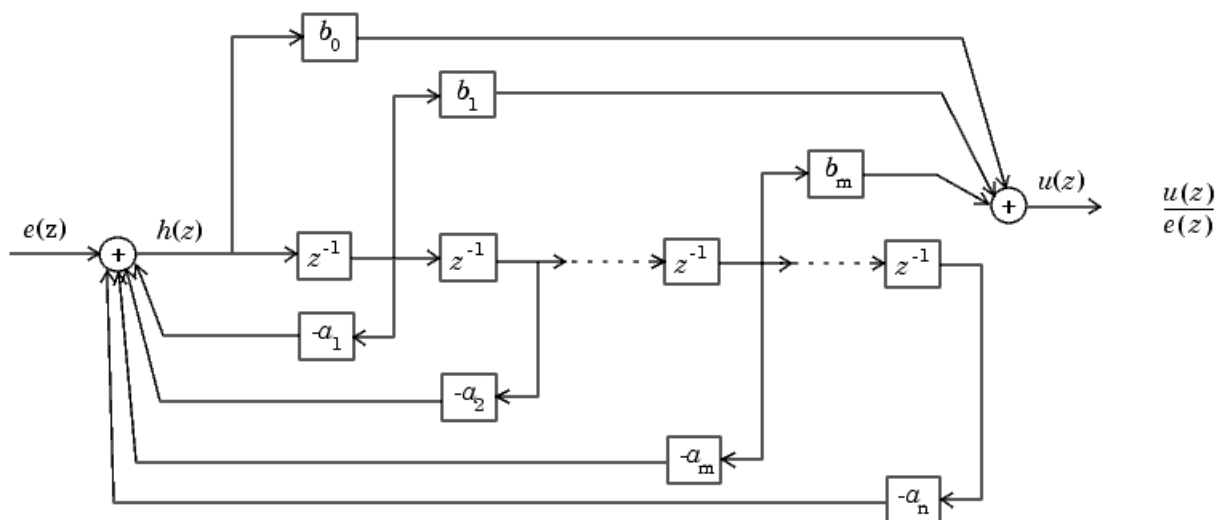 b₀
b₁
bₘ
u(z)
u(z)
e(z)
e(z)
h(z)
z⁻¹
z⁻¹
z⁻¹
z⁻¹
-a₁
-a₂
-aₘ
-aₙ
+
+